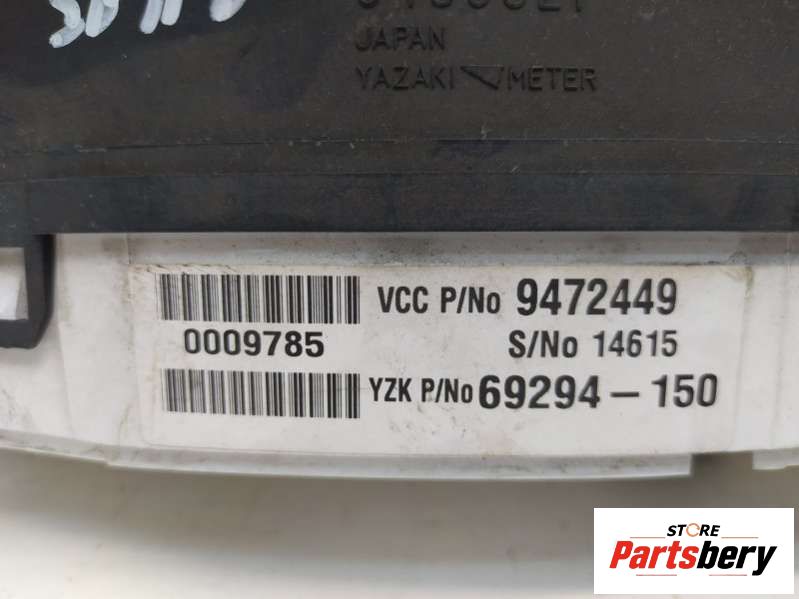 JAPAN
YAZAKI METER
VCC P/No 9472449
0009785
S/No 14615
YZK P/No 69294-150
STORE
Partsbery